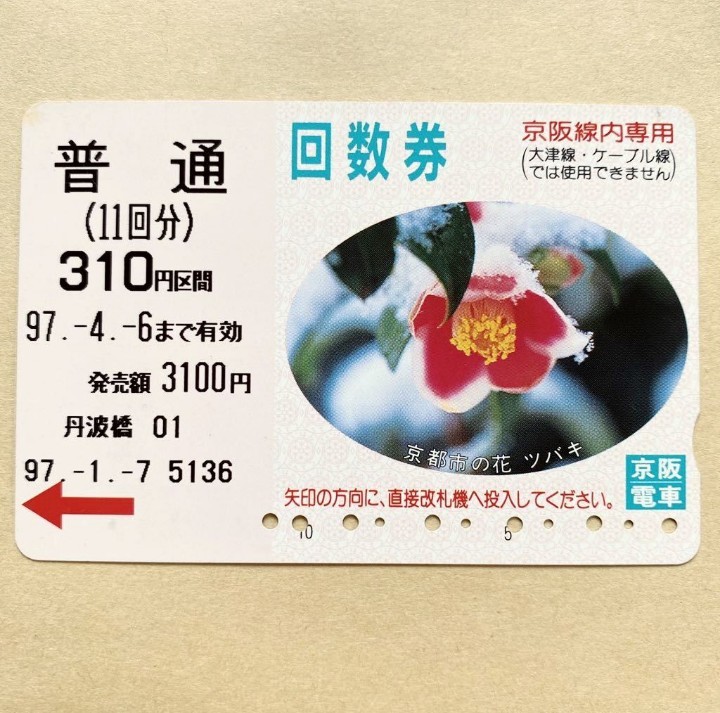 普 通
(11回分)
310円区間
97.-4.-6まで有効
発売額 3100円
丹波橋 01
97.-1.-7 5136
回数券
京阪線内専用
(大津線・ケーブル線
では使用できません)
京都市の花 ツバキ
矢印の方向に、直接改札機へ投入してください。
京阪
電車
10 5